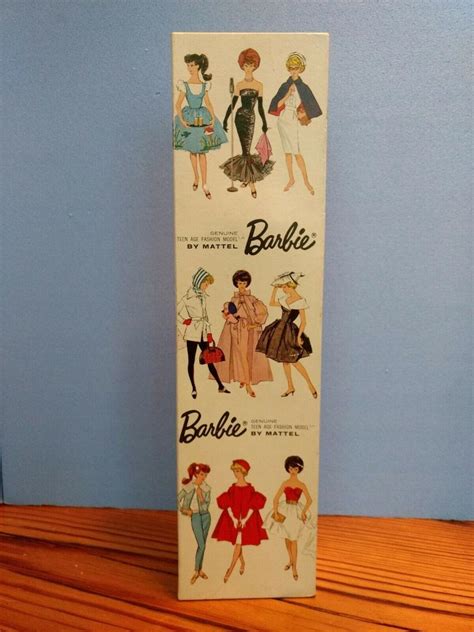 GENUINE
TEEN AGE FASHION MODEL
BY MATTEL
Barbie®
Barbie®
GENUINE
TEEN AGE FASHION MODEL
BY MATTEL